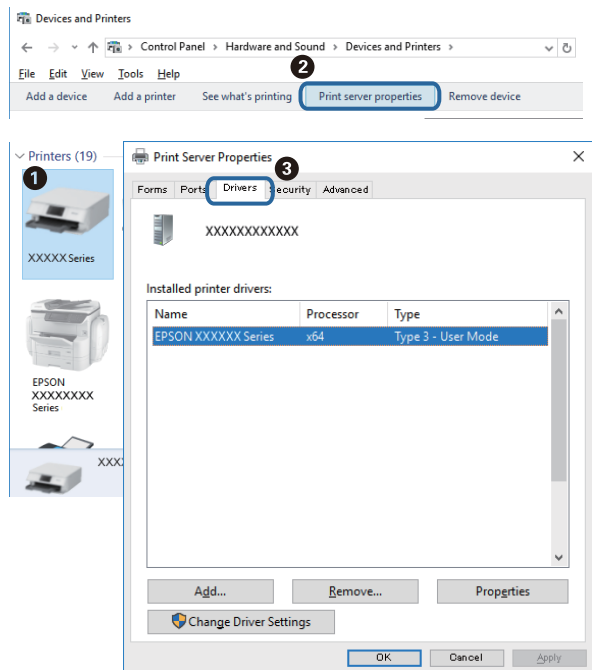 Devices and Printers
Control Panel > Hardware and Sound > Devices and Printers >
File Edit View Tools Help
2
Add a device Add a printer See what's printing Print server properties Remove device
Printers (19)
1
XXXXX Series
EPSON
XXXXXXXX
Series
XXX
Print Server Properties
3
Forms Ports Drivers Security Advanced
XXXXXXXXXXXX
Installed printer drivers:
Name Processor Type
EPSON XXXXXX Series x64 Type 3 - User Mode
Add... Remove... Properties
Change Driver Settings
OK Cancel Apply